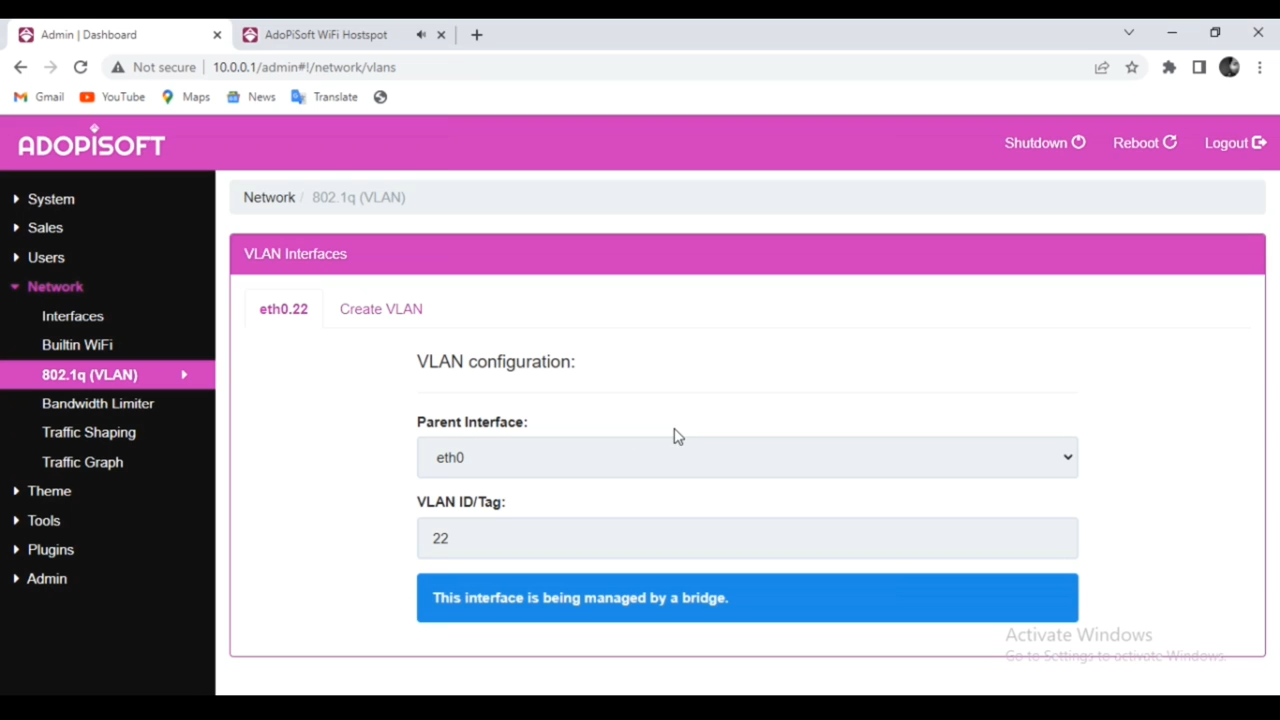 Admin | Dashboard
AdoPiSoft WiFi Hostspot
Not secure
10.0.0.1/admin#!/network/vlans
Gmail
YouTube
Maps
News
Translate
ADOPISOFT
Shutdown
Reboot
Logout
System
Sales
Users
Network
Interfaces
Builtin WiFi
802.1q (VLAN)
Bandwidth Limiter
Traffic Shaping
Traffic Graph
Theme
Tools
Plugins
Admin
Network / 802.1q (VLAN)
VLAN Interfaces
eth0.22
Create VLAN
VLAN configuration:
Parent Interface:
eth0
VLAN ID/Tag:
22
This interface is being managed by a bridge.
Activate Windows
Go to Settings to activate Windows.